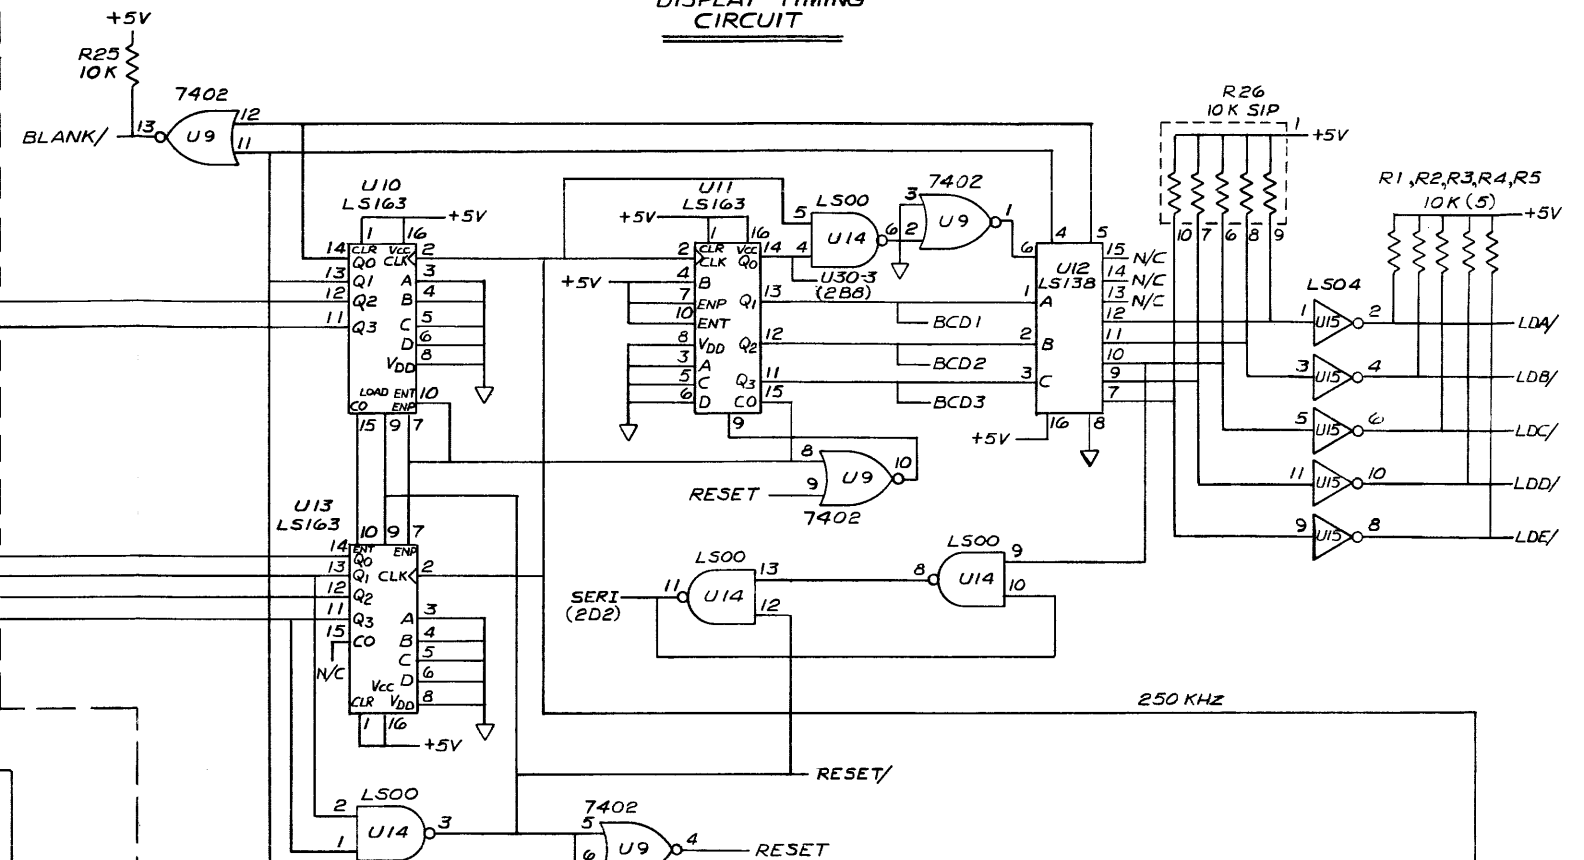 DISPLAY TIMING
CIRCUIT
+5V
R25
10K
7402
BLANK/
13
U9
12
11
U10
LS163
+5V
1
16
14
CLR
VCC
2
Q0
CLK
13
Q1
A
3
12
Q2
B
4
11
Q3
C
5
D
6
VDD
8
LOAD
ENT
10
CO
ENP
15
9
7
U11
LS163
+5V
1
16
2
CLR
VCC
14
CLK
Q0
+5V
4
B
7
ENP
Q1
13
10
ENT
8
VDD
Q2
12
3
A
5
C
Q3
11
6
D
CO
15
9
5
LS00
4
U14
6
U30-3
(2B8)
7402
3
2
U9
1
BCD1
BCD2
BCD3
4
5
6
U12
LS138
1
A
2
B
3
C
15
N/C
14
N/C
13
N/C
12
11
10
9
7
+5V
16
8
R26
10K SIP
1
+5V
10
7
6
8
9
R1,R2,R3,R4,R5
10K(5)
+5V
LS04
1
U15
2
LDA/
3
U15
4
LDB/
5
U15
6
LDC/
11
U15
10
LDD/
9
U15
8
LDE/
8
RESET
9
U9
10
7402
U13
LS163
10
9
7
14
ENT
ENP
Q0
13
Q1
CLK
2
12
Q2
11
Q3
A
3
15
CO
B
4
C
5
N/C
VCC
D
6
CLR
VDD
8
1
16
+5V
LS00
SERI
(2D2)
11
U14
13
12
LS00
8
U14
9
10
250 KHZ
RESET/
LS00
2
1
U14
3
7402
5
6
U9
4
RESET